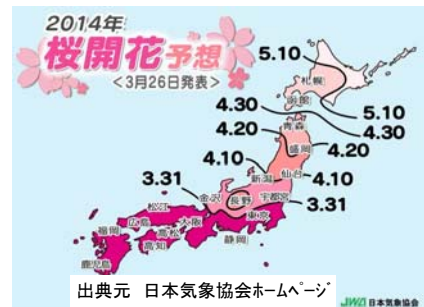 2014年
桜開花予想
<3月26日発表>
5.10
札幌
函館
4.30
5.10
青森
4.30
4.20
盛岡
4.20
4.10
新潟
仙台
4.10
3.31
金沢
長野
宇都宮
3.31
松江
東京
福岡
広島
大阪
高松
静岡
高知
鹿児島
出典元 日本気象協会ホームページ
JWA 日本気象協会